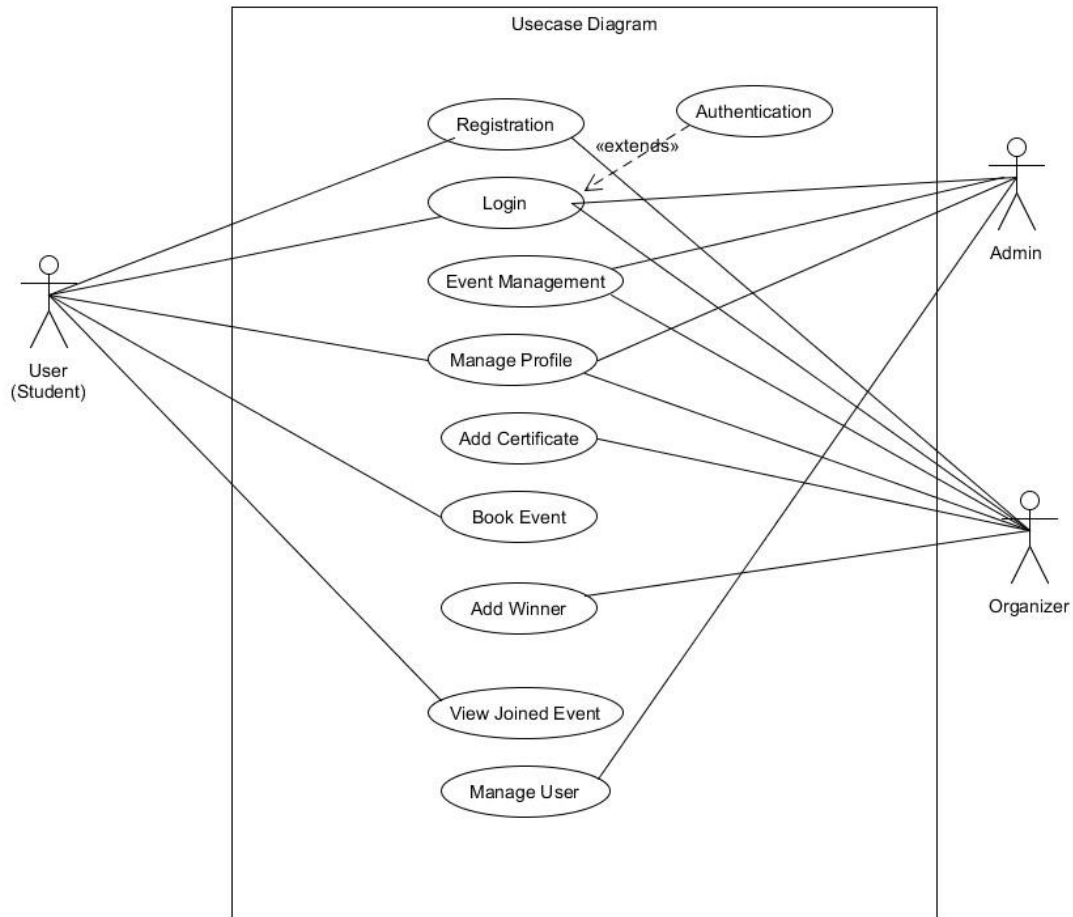 Usecase Diagram
Authentication
Registration
«extends»
Login
Admin
Event Management
User
(Student)
Manage Profile
Add Certificate
Book Event
Add Winner
Organizer
View Joined Event
Manage User